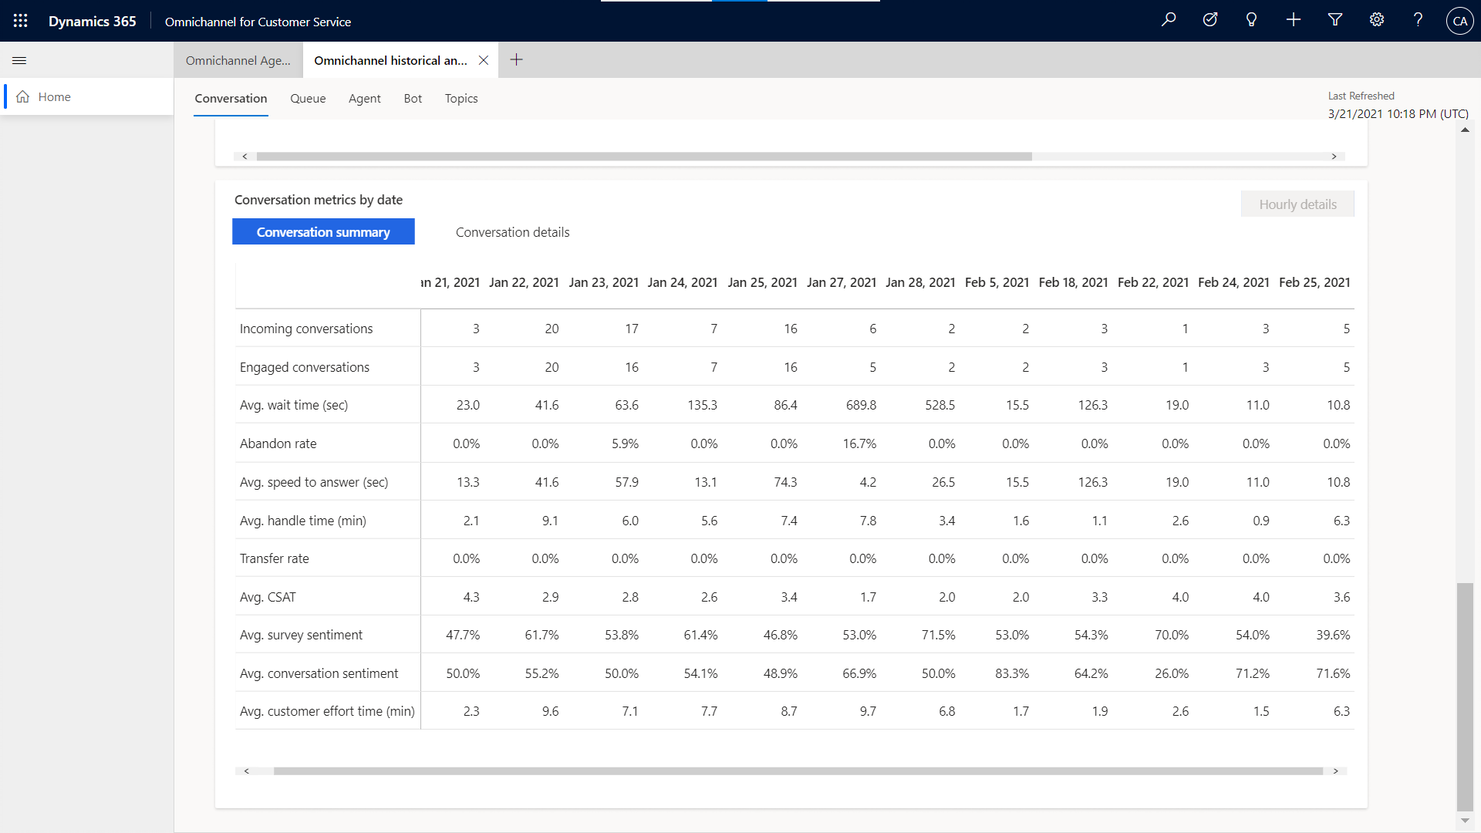 Dynamics 365 Omnichannel for Customer Service ? CA
Omnichannel Age... Omnichannel historical an...
Home
Conversation Queue Agent Bot Topics
Last Refreshed
3/21/2021 10:18 PM (UTC)
Conversation metrics by date
Hourly details
Conversation summary Conversation details
an 21, 2021 Jan 22, 2021 Jan 23, 2021 Jan 24, 2021 Jan 25, 2021 Jan 27, 2021 Jan 28, 2021 Feb 5, 2021 Feb 18, 2021 Feb 22, 2021 Feb 24, 2021 Feb 25, 2021
Incoming conversations 3 20 17 7 16 6 2 2 3 1 3 5
Engaged conversations 3 20 16 7 16 5 2 2 3 1 3 5
Avg. wait time (sec) 23.0 41.6 63.6 135.3 86.4 689.8 528.5 15.5 126.3 19.0 11.0 10.8
Abandon rate 0.0% 0.0% 5.9% 0.0% 0.0% 16.7% 0.0% 0.0% 0.0% 0.0% 0.0% 0.0%
Avg. speed to answer (sec) 13.3 41.6 57.9 13.1 74.3 4.2 26.5 15.5 126.3 19.0 11.0 10.8
Avg. handle time (min) 2.1 9.1 6.0 5.6 7.4 7.8 3.4 1.6 1.1 2.6 0.9 6.3
Transfer rate 0.0% 0.0% 0.0% 0.0% 0.0% 0.0% 0.0% 0.0% 0.0% 0.0% 0.0% 0.0%
Avg. CSAT 4.3 2.9 2.8 2.6 3.4 1.7 2.0 2.0 3.3 4.0 4.0 3.6
Avg. survey sentiment 47.7% 61.7% 53.8% 61.4% 46.8% 53.0% 71.5% 53.0% 54.3% 70.0% 54.0% 39.6%
Avg. conversation sentiment 50.0% 55.2% 50.0% 54.1% 48.9% 66.9% 50.0% 83.3% 64.2% 26.0% 71.2% 71.6%
Avg. customer effort time (min) 2.3 9.6 7.1 7.7 8.7 9.7 6.8 1.7 1.9 2.6 1.5 6.3